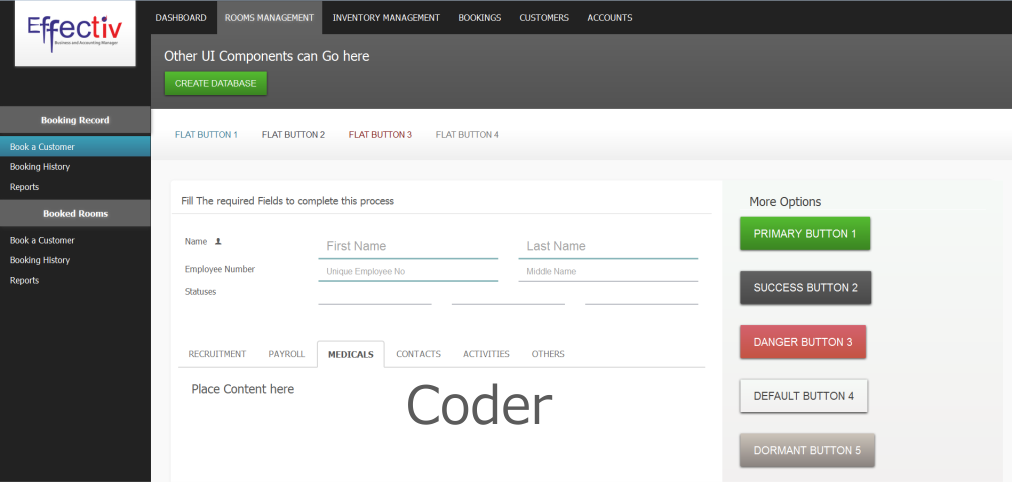 Effectiv
Business and Accounting Manager
DASHBOARD ROOMS MANAGEMENT INVENTORY MANAGEMENT BOOKINGS CUSTOMERS ACCOUNTS
Other UI Components can Go here
CREATE DATABASE
Booking Record
Book a Customer
Booking History
Reports
Booked Rooms
Book a Customer
Booking History
Reports
FLAT BUTTON 1 FLAT BUTTON 2 FLAT BUTTON 3 FLAT BUTTON 4
Fill The required Fields to complete this process
Name First Name Last Name
Employee Number Unique Employee No Middle Name
Statuses
RECRUITMENT PAYROLL MEDICALS CONTACTS ACTIVITIES OTHERS
Place Content here
Coder
More Options
PRIMARY BUTTON 1
SUCCESS BUTTON 2
DANGER BUTTON 3
DEFAULT BUTTON 4
DORMANT BUTTON 5